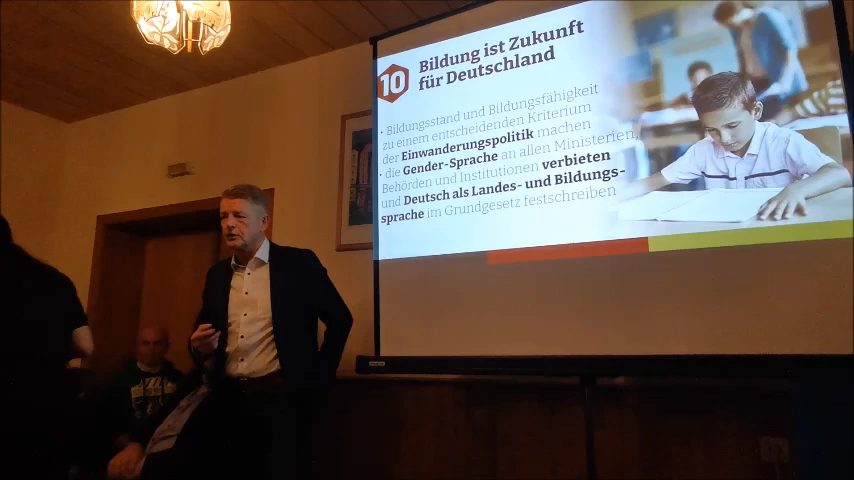 10
Bildung ist Zukunft
für Deutschland
· Bildungsstand und Bildungsfähigkeit
zu einem entscheidenden Kriterium
der Einwanderungspolitik machen
· die Gender-Sprache an allen Ministerien,
Behörden und Institutionen verbieten
und Deutsch als Landes- und Bildungs-
sprache im Grundgesetz festschreiben